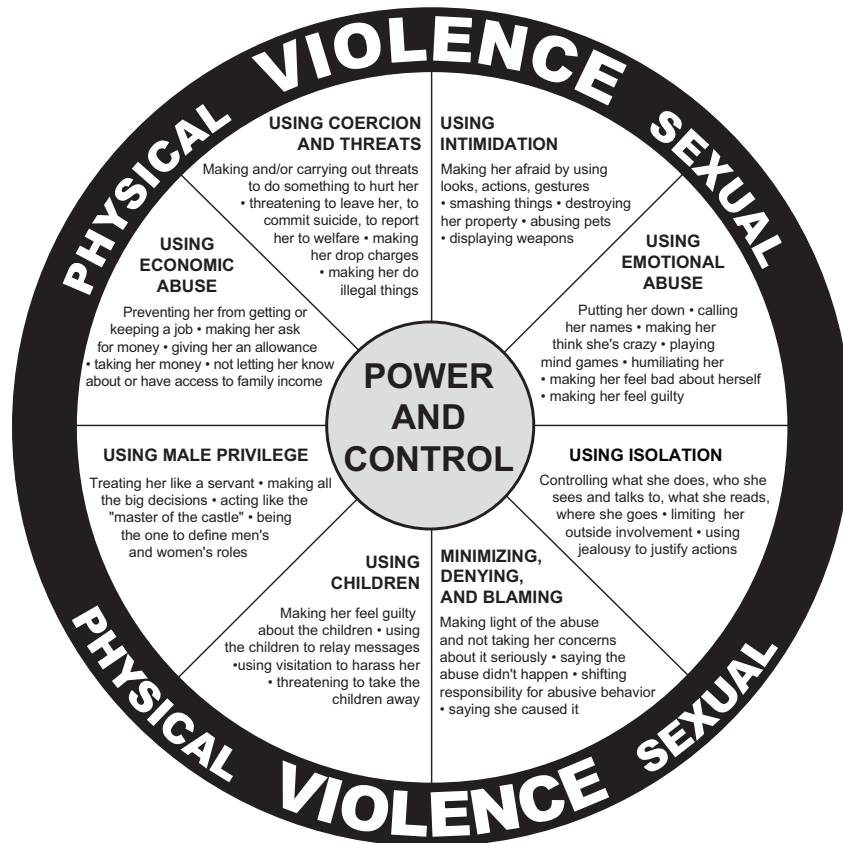 PHYSICAL VIOLENCE SEXUAL
USING COERCION
AND THREATS
Making and/or carrying out threats
to do something to hurt her
• threatening to leave her, to
commit suicide, to report
her to welfare • making
her drop charges
• making her do
illegal things
USING
INTIMIDATION
Making her afraid by using
looks, actions, gestures
• smashing things • destroying
her property • abusing pets
• displaying weapons
USING
EMOTIONAL
ABUSE
Putting her down • calling
her names • making her
think she's crazy • playing
mind games • humiliating her
• making her feel bad about herself
• making her feel guilty
USING ISOLATION
Controlling what she does, who she
sees and talks to, what she reads,
where she goes • limiting her
outside involvement • using
jealousy to justify actions
MINIMIZING,
DENYING,
AND BLAMING
Making light of the abuse
and not taking her concerns
about it seriously • saying the
abuse didn't happen • shifting
responsibility for abusive behavior
• saying she caused it
USING
CHILDREN
Making her feel guilty
about the children • using
the children to relay messages
•using visitation to harass her
• threatening to take the
children away
USING MALE PRIVILEGE
Treating her like a servant • making all
the big decisions • acting like the
"master of the castle" • being
the one to define men's
and women's roles
USING
ECONOMIC
ABUSE
Preventing her from getting or
keeping a job • making her ask
for money • giving her an allowance
• taking her money • not letting her know
about or have access to family income
POWER
AND
CONTROL
PHYSICAL VIOLENCE SEXUAL